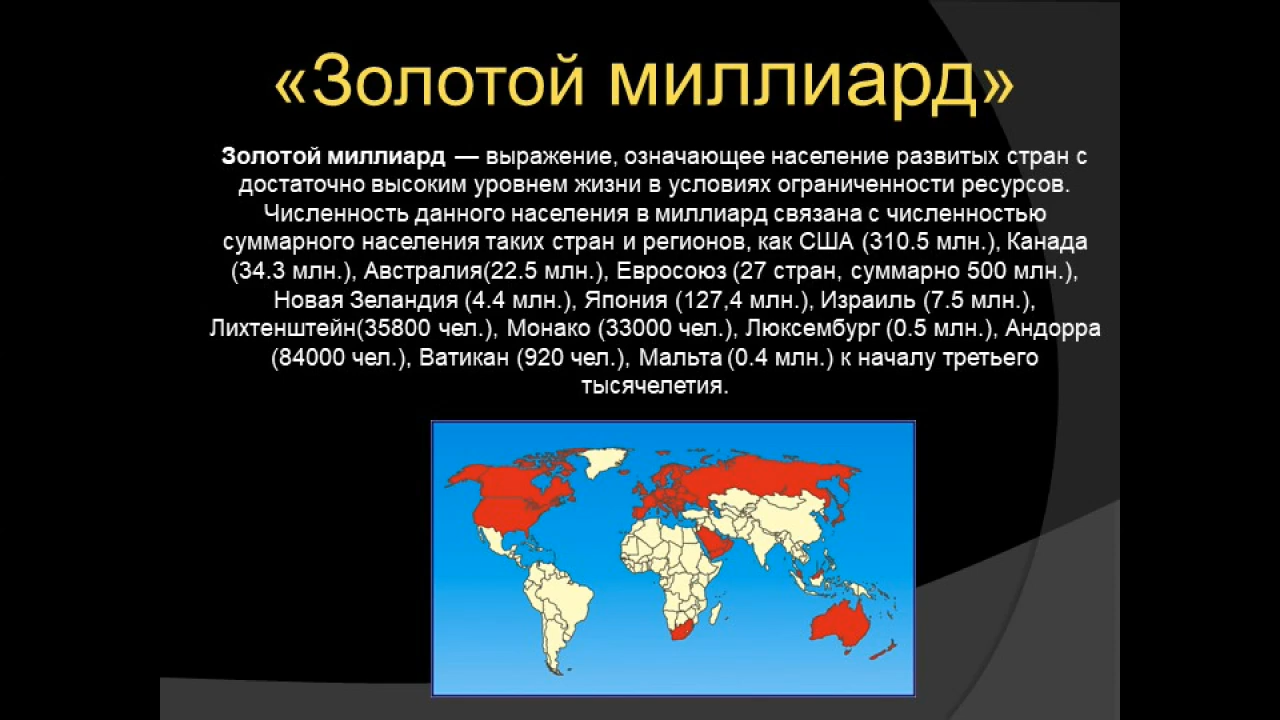 «Золотой миллиард»
Золотой миллиард — выражение, означающее население развитых стран с
достаточно высоким уровнем жизни в условиях ограниченности ресурсов.
Численность данного населения в миллиард связана с численностью
суммарного населения таких стран и регионов, как США (310.5 млн.), Канада
(34.3 млн.), Австралия(22.5 млн.), Евросоюз (27 стран, суммарно 500 млн.),
Новая Зеландия (4.4 млн.), Япония (127,4 млн.), Израиль (7.5 млн.),
Лихтенштейн(35800 чел.), Монако (33000 чел.), Люксембург (0.5 млн.), Андорра
(84000 чел.), Ватикан (920 чел.), Мальта (0.4 млн.) к началу третьего
тысячелетия.